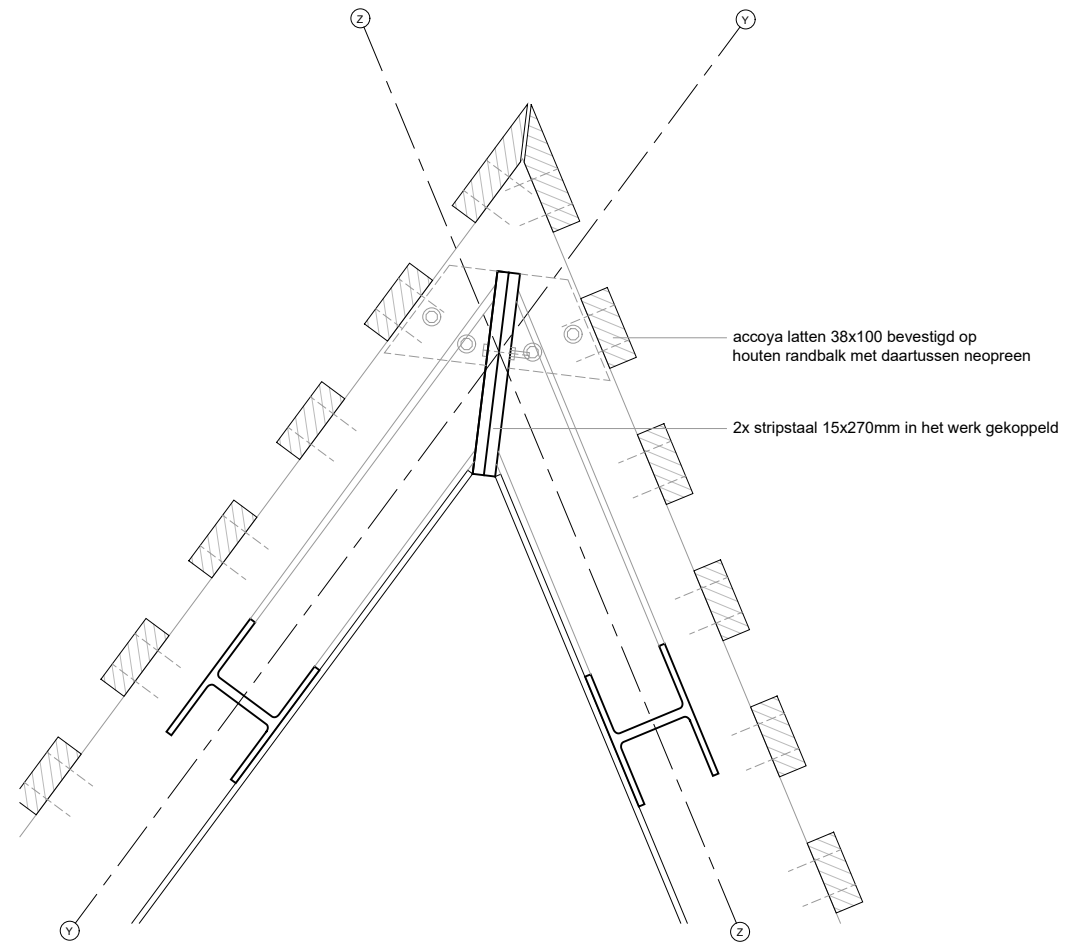 Z
Y
accoya latten 38x100 bevestigd op
houten randbalk met daartussen neopreen
2x stripstaal 15x270mm in het werk gekoppeld
Y
Z